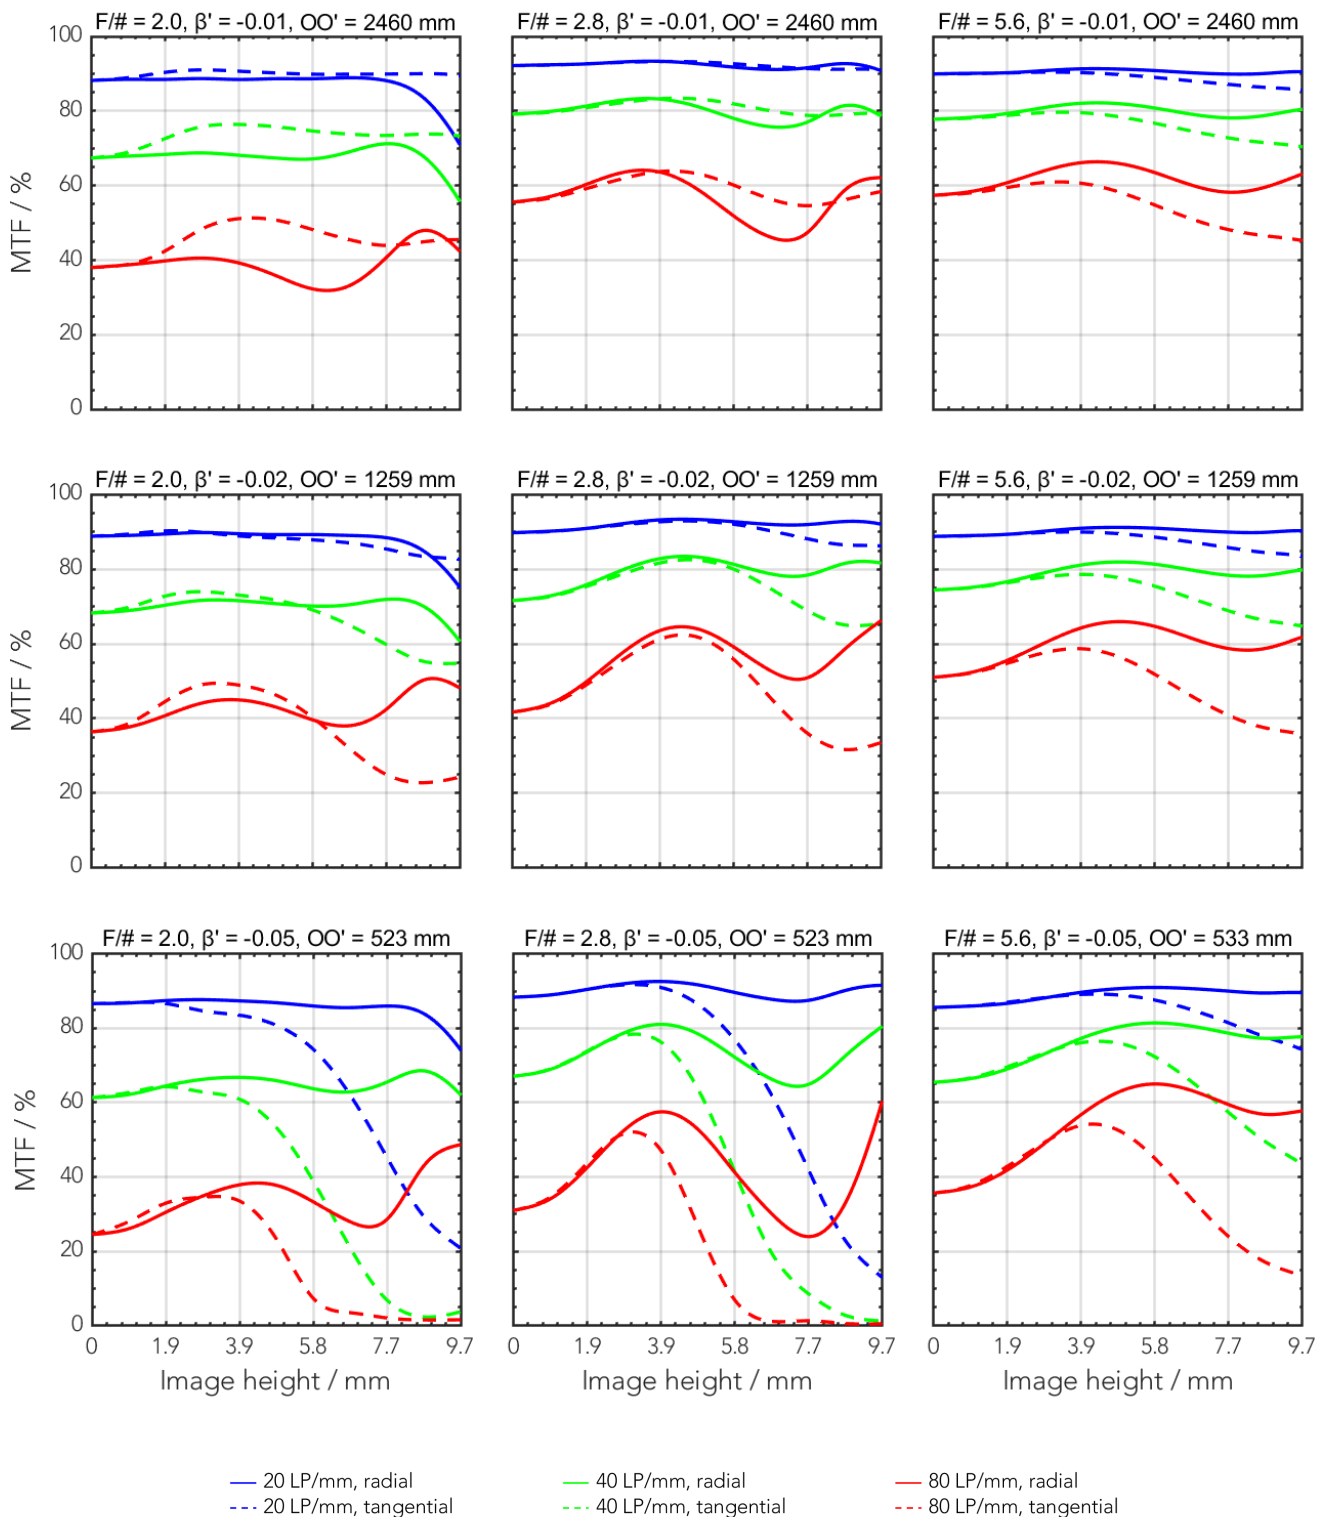 F/# = 2.0, β' = -0.01, OO' = 2460 mm
F/# = 2.8, β' = -0.01, OO' = 2460 mm
F/# = 5.6, β' = -0.01, OO' = 2460 mm
100
80
60
40
20
0
MTF / %
F/# = 2.0, β' = -0.02, OO' = 1259 mm
F/# = 2.8, β' = -0.02, OO' = 1259 mm
F/# = 5.6, β' = -0.02, OO' = 1259 mm
100
80
60
40
20
0
MTF / %
F/# = 2.0, β' = -0.05, OO' = 523 mm
F/# = 2.8, β' = -0.05, OO' = 523 mm
F/# = 5.6, β' = -0.05, OO' = 533 mm
100
80
60
40
20
0
MTF / %
0 1.9 3.9 5.8 7.7 9.7
0 1.9 3.9 5.8 7.7 9.7
0 1.9 3.9 5.8 7.7 9.7
Image height / mm
Image height / mm
Image height / mm
20 LP/mm, radial
40 LP/mm, radial
80 LP/mm, radial
20 LP/mm, tangential
40 LP/mm, tangential
80 LP/mm, tangential